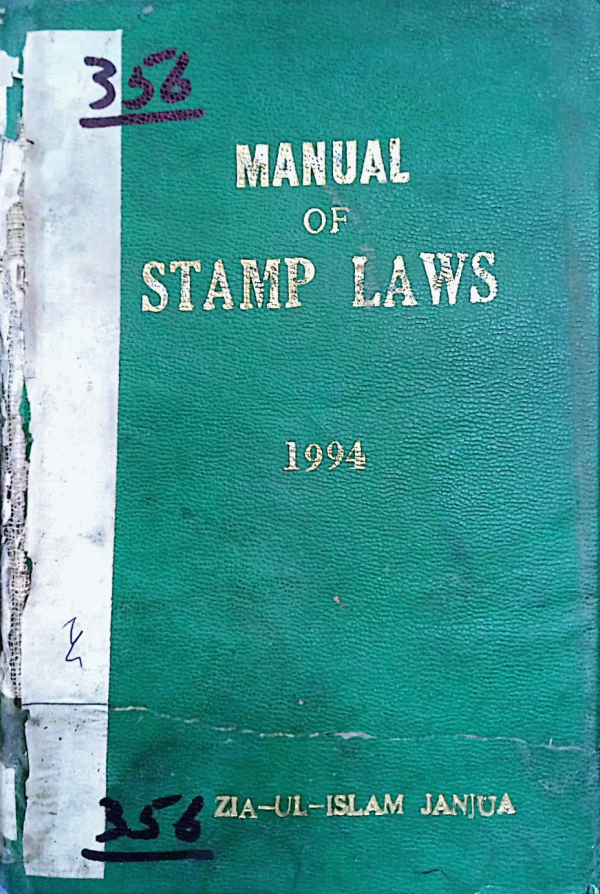 356
MANUAL
OF
STAMP LAWS
1994
356
ZIA-UL-ISLAM JANJUA